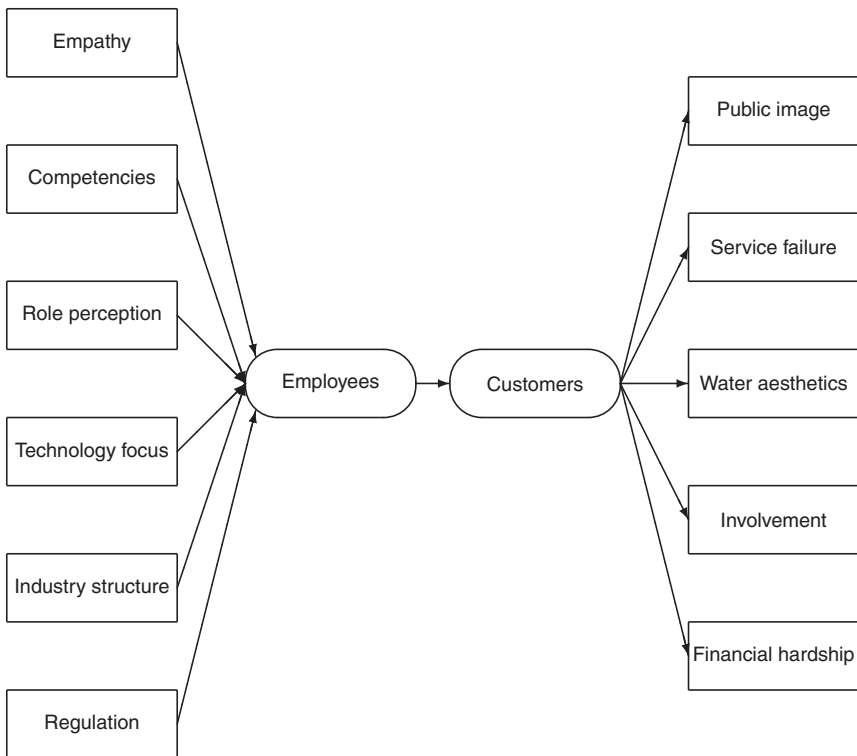 Empathy
Competencies
Role perception
Technology focus
Industry structure
Regulation
Employees
Customers
Public image
Service failure
Water aesthetics
Involvement
Financial hardship